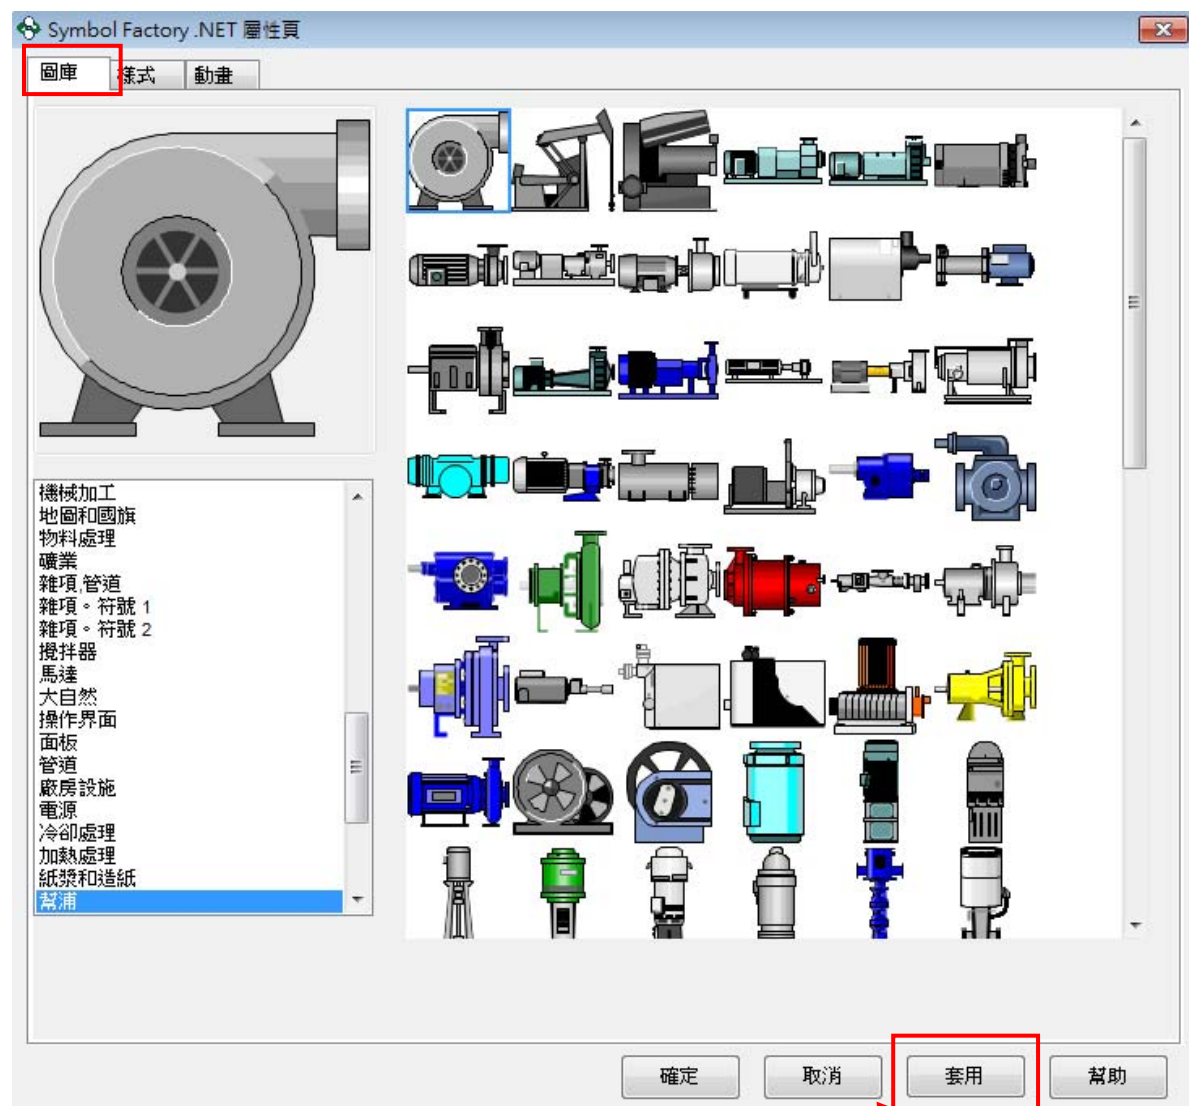 Symbol Factory .NET 屬性頁
圖庫 樣式 動畫
機械加工
地圖和國旗
物料處理
礦業
雜項,管道
雜項。符號 1
雜項。符號 2
攪拌器
馬達
大自然
操作界面
面板
管道
廠房設施
電源
冷卻處理
加熱處理
紙漿和造紙
幫浦
確定 取消 套用 幫助